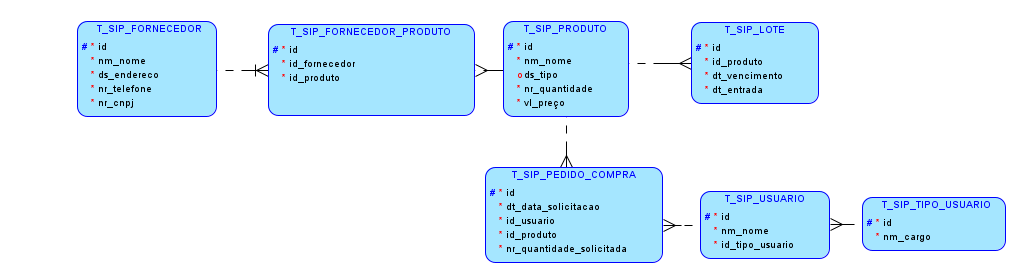 T_SIP_FORNECEDOR
# * id
* nm_nome
* ds_endereco
* nr_telefone
* nr_cnpj
T_SIP_FORNECEDOR_PRODUTO
# * id
* id_fornecedor
* id_produto
T_SIP_PRODUTO
# * id
* nm_nome
o ds_tipo
* nr_quantidade
* vl_preço
T_SIP_LOTE
# * id
* id_produto
* dt_vencimento
* dt_entrada
T_SIP_PEDIDO_COMPRA
# * id
* dt_data_solicitacao
* id_usuario
* id_produto
* nr_quantidade_solicitada
T_SIP_USUARIO
# * id
* nm_nome
* id_tipo_usuario
T_SIP_TIPO_USUARIO
# * id
* nm_cargo